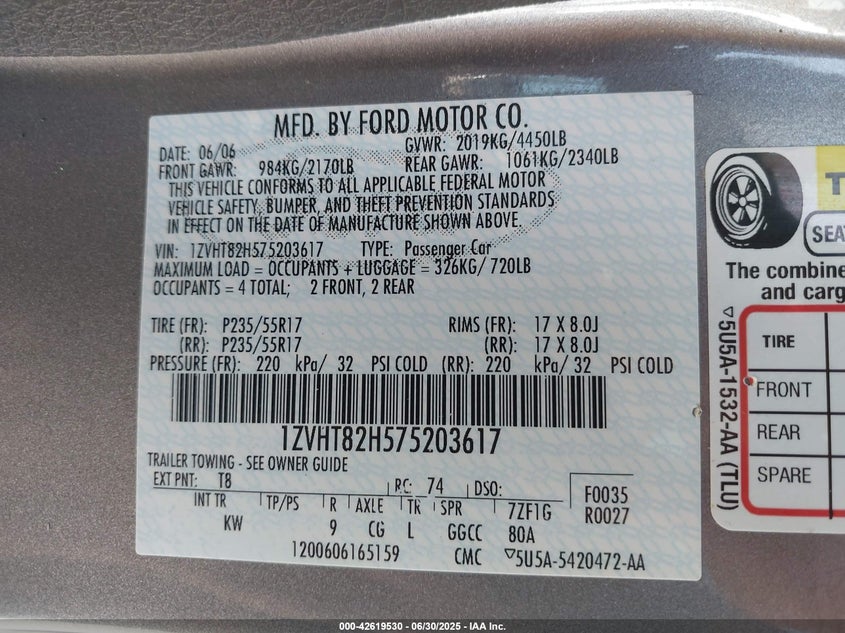 MFD. BY FORD MOTOR CO.
DATE: 06/06 GVWR: 2019KG/4450LB
FRONT GAWR: 984KG/2170LB REAR GAWR: 1061KG/2340LB
THIS VEHICLE CONFORMS TO ALL APPLICABLE FEDERAL MOTOR
VEHICLE SAFETY, BUMPER, AND THEFT PREVENTION STANDARDS
IN EFFECT ON THE DATE OF MANUFACTURE SHOWN ABOVE.
VIN: 1ZVHT82H575203617 TYPE: Passenger Car
MAXIMUM LOAD = OCCUPANTS + LUGGAGE = 326KG/ 720LB
OCCUPANTS = 4 TOTAL; 2 FRONT, 2 REAR
TIRE (FR): P235/55R17 RIMS (FR): 17 X 8.0J
(RR): P235/55R17 (RR): 17 X 8.0J
PRESSURE (FR): 220 kPa/ 32 PSI COLD (RR): 220 kPa/ 32 PSI COLD
1ZVHT82H575203617
TRAILER TOWING - SEE OWNER GUIDE
EXT PNT: T8 RC: 74 DSO: F0035
INT TR TP/PS R AXLE TR SPR 7ZF1G R0027
KW 9 CG L GGCC 80A
1200606165159 CMC ▽5U5A-5420472-AA
T
SEAT
The combine
and carg
TIRE
FRONT
REAR
SPARE
▽5U5A-1532-AA (TLU)
000-42619530 - 06/30/2025 - IAA Inc.